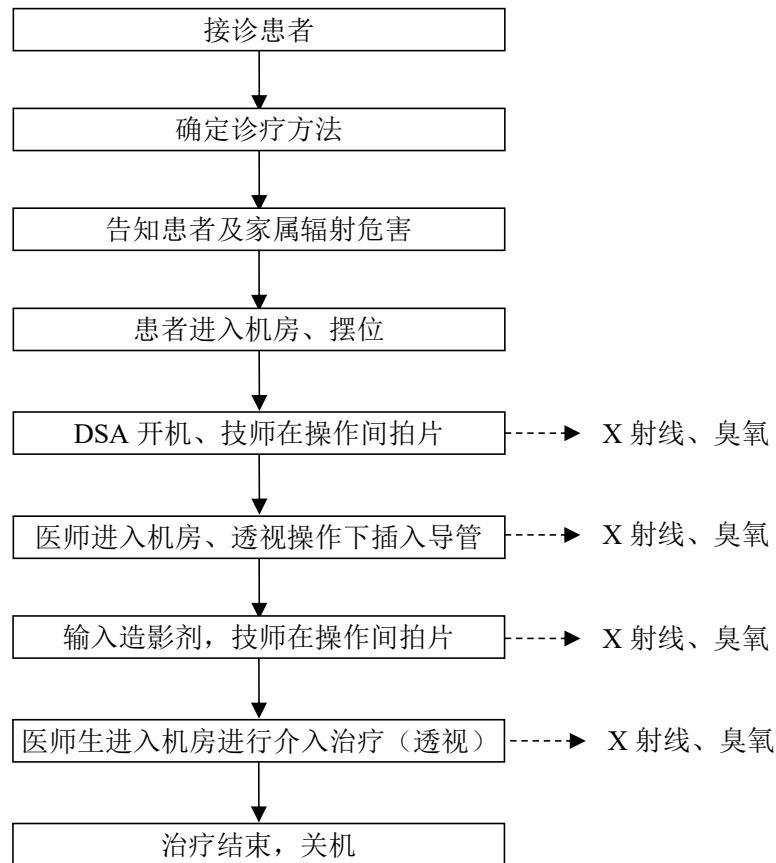 接诊患者
确定诊疗方法
告知患者及家属辐射危害
患者进入机房、摆位
DSA 开机、技师在操作间拍片
X 射线、臭氧
医师进入机房、透视操作下插入导管
X 射线、臭氧
输入造影剂，技师在操作间拍片
X 射线、臭氧
医师生进入机房进行介入治疗（透视）
X 射线、臭氧
治疗结束，关机